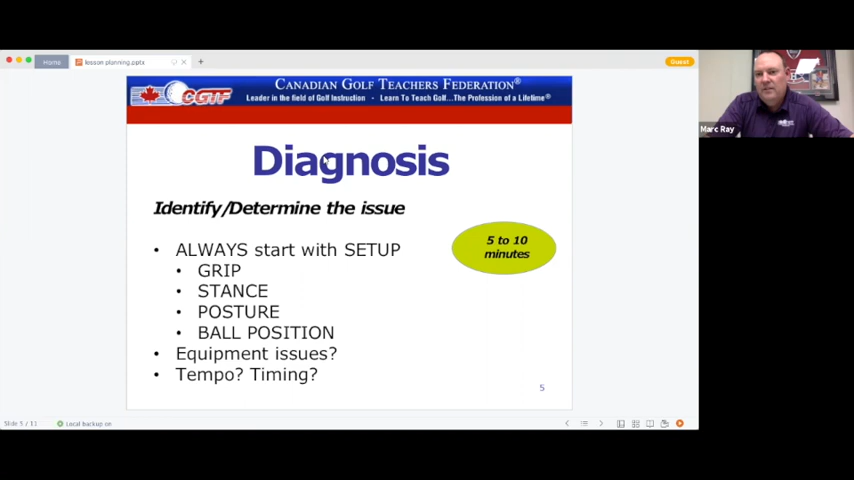 Home
lesson planning.pptx
Guest
CGTF
CANADIAN GOLF TEACHERS FEDERATION®
Leader in the field of Golf Instruction - Learn To Teach Golf...The Profession of a Lifetime®
Diagnosis
Identify/Determine the issue
5 to 10
minutes
• ALWAYS start with SETUP
• GRIP
• STANCE
• POSTURE
• BALL POSITION
• Equipment issues?
• Tempo? Timing?
5
Slide 5 / 11
Local backup on
Marc Ray